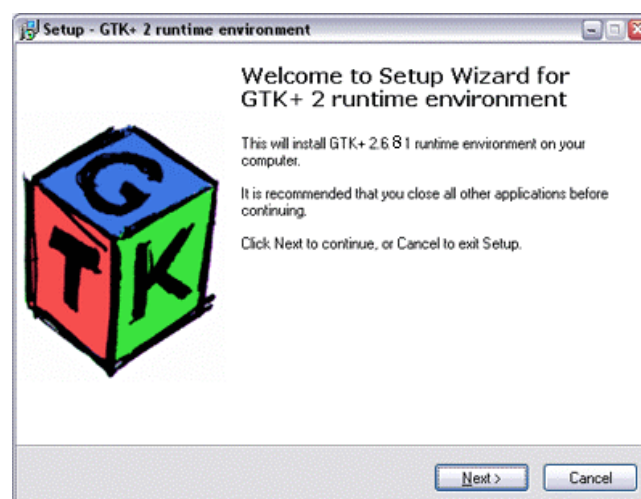 Setup - GTK+ 2 runtime environment
Welcome to Setup Wizard for
GTK+ 2 runtime environment
This will install GTK+ 2.6 8 1 runtime environment on your
computer.
It is recommended that you close all other applications before
continuing.
Click Next to continue, or Cancel to exit Setup.
G
T K
Next >
Cancel